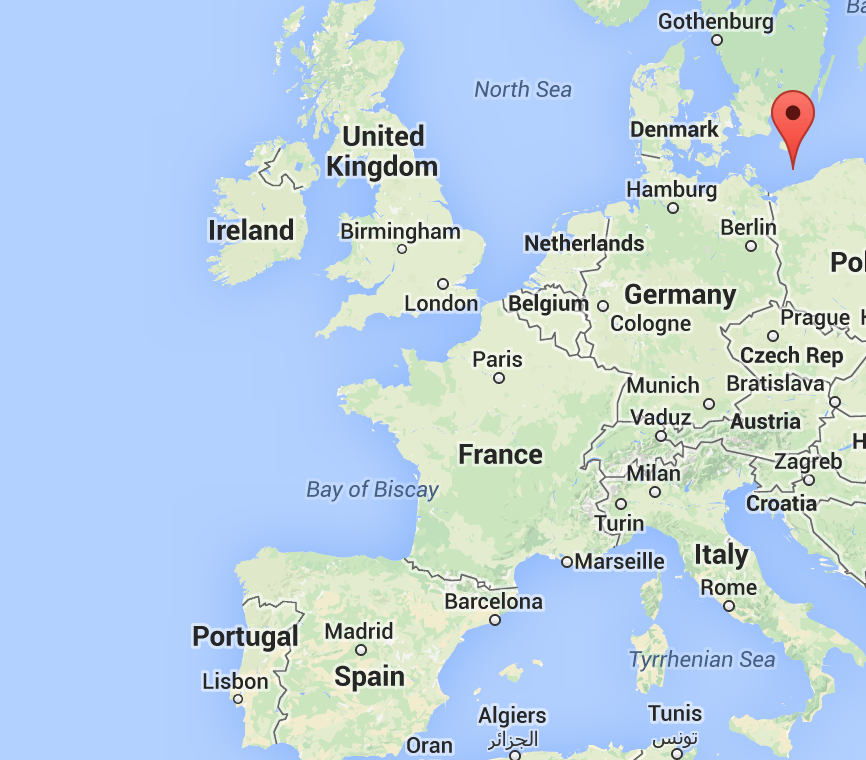 Gothenburg
Ba
North Sea
United
Kingdom
Denmark
Hamburg
Ireland
Birmingham
Netherlands
Berlin
Pol
London
Belgium
Germany
Cologne
Prague
Czech Rep
Paris
Munich
Bratislava
Vaduz
Austria
H
France
Milan
Zagreb
Bay of Biscay
Croatia
Turin
Marseille
Italy
Rome
Barcelona
Portugal
Madrid
Spain
Tyrrhenian Sea
Lisbon
Algiers
الجزائر
Tunis
تونس
Oran